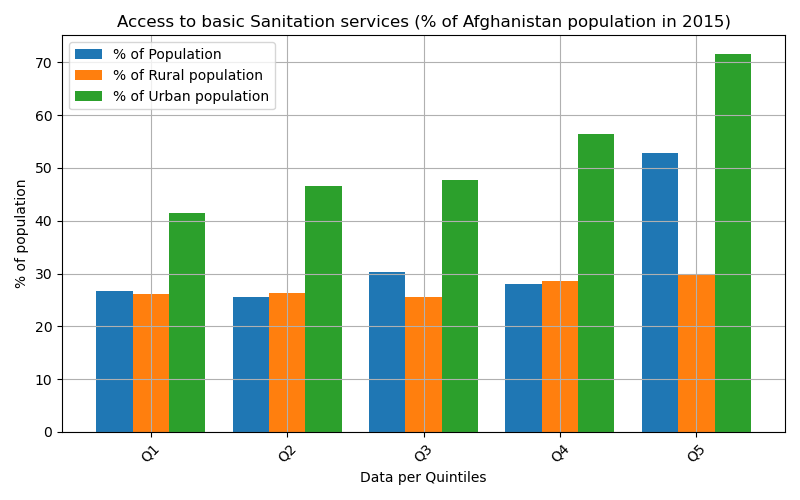 Access to basic Sanitation services (% of Afghanistan population in 2015)
% of Population
% of Rural population
% of Urban population
70
60
50
40
30
20
10
0
% of population
Q1
Q2
Q3
Q4
Q5
Data per Quintiles